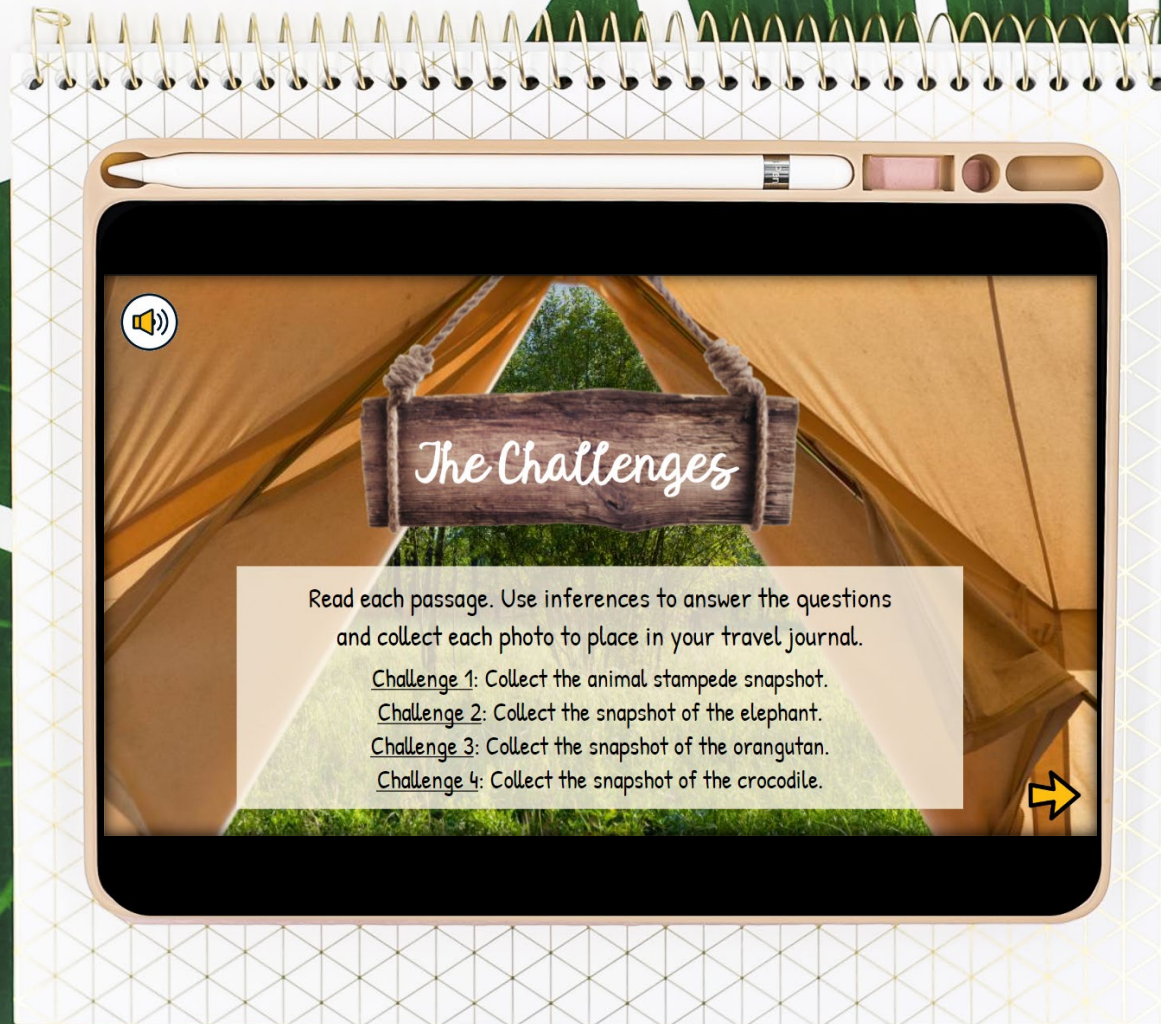 The Challenges
Read each passage. Use inferences to answer the questions
and collect each photo to place in your travel journal.
Challenge 1: Collect the animal stampede snapshot.
Challenge 2: Collect the snapshot of the elephant.
Challenge 3: Collect the snapshot of the orangutan.
Challenge 4: Collect the snapshot of the crocodile.